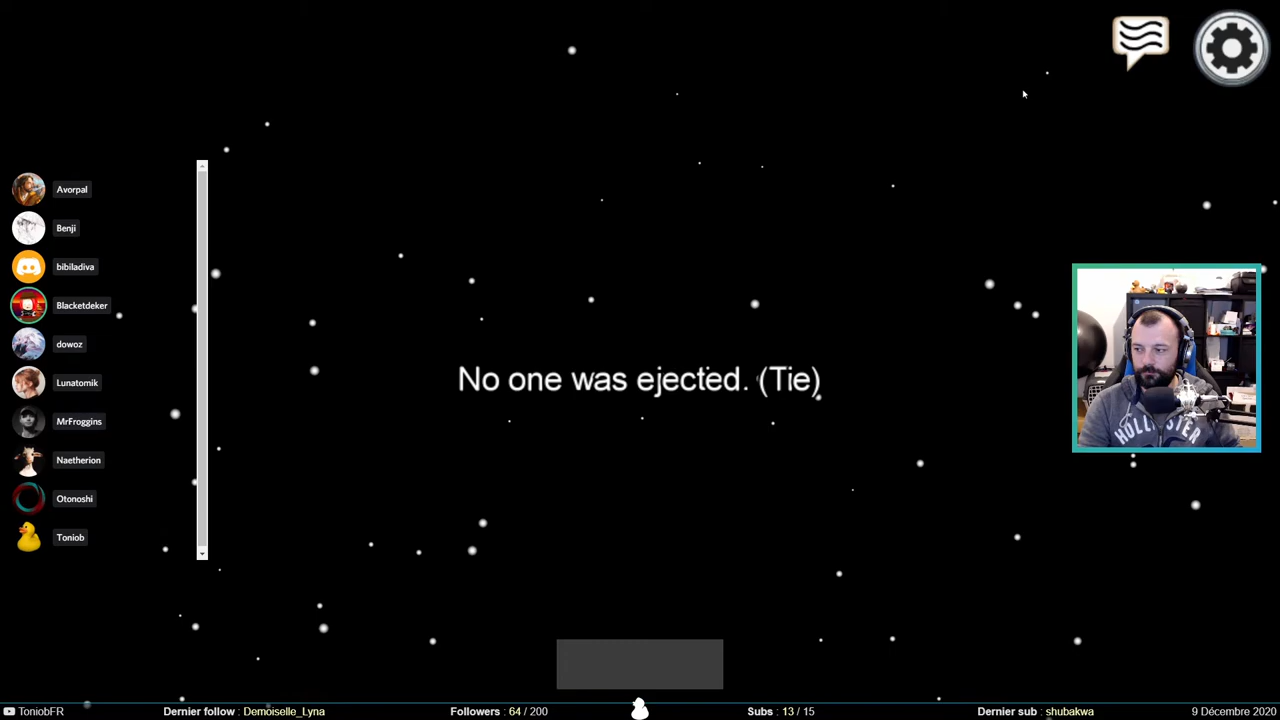 Avorpal
Benji
bibiladiva
Blacketdeker
dowoz
Lunatomik
MrFroggins
Naetherion
Otonoshi
Toniob
No one was ejected. (Tie)
HOLLISTER
ToniobFR
Dernier follow : Demoiselle_Lyna
Followers : 64 / 200
Subs : 13 / 15
Dernier sub : shubakwa
9 Décembre 2020